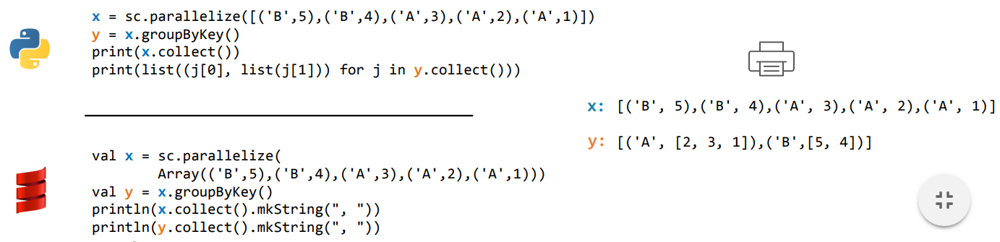 x = sc.parallelize([('B',5),('B',4),('A',3),('A',2),('A',1)])
y = x.groupByKey()
print(x.collect())
print(list((j[0], list(j[1])) for j in y.collect()))
val x = sc.parallelize(
Array(('B',5),('B',4),('A',3),('A',2),('A',1)))
val y = x.groupByKey()
println(x.collect().mkString(", "))
println(y.collect().mkString(", "))
x: [('B', 5),('B', 4),('A', 3),('A', 2),('A', 1)]
y: [('A', [2, 3, 1]),('B',[5, 4])]